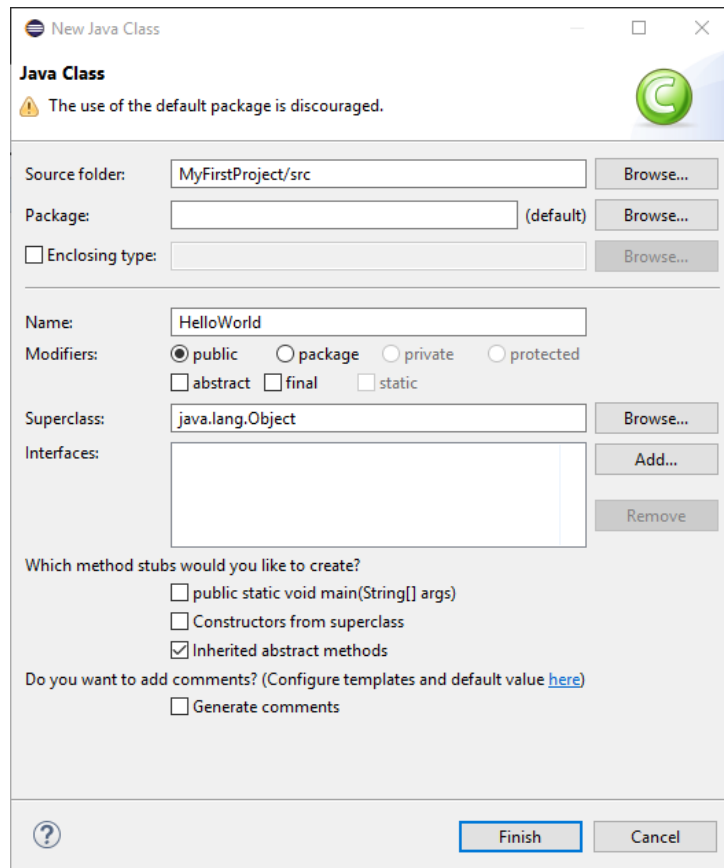 New Java Class
Java Class
The use of the default package is discouraged.
Source folder: MyFirstProject/src Browse...
Package: (default) Browse...
Enclosing type: Browse...
Name: HelloWorld
Modifiers: public package private protected
abstract final static
Superclass: java.lang.Object Browse...
Interfaces: Add...
Remove
Which method stubs would you like to create?
public static void main(String[] args)
Constructors from superclass
Inherited abstract methods
Do you want to add comments? (Configure templates and default value here)
Generate comments
? Finish Cancel